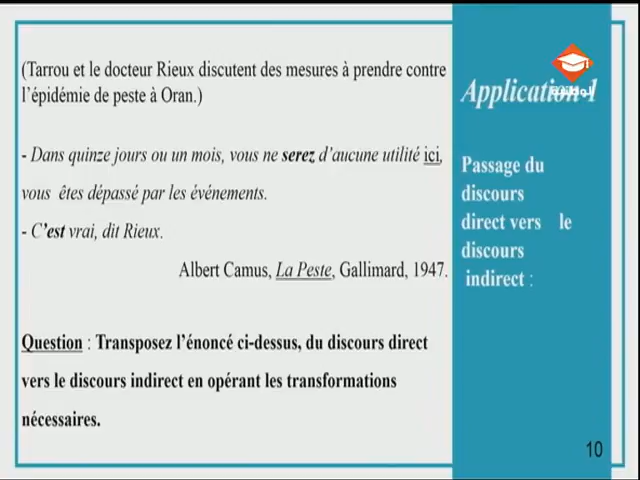 (Tarrou et le docteur Rieux discutent des mesures à prendre contre
l'épidémie de peste à Oran.)
- Dans quinze jours ou un mois, vous ne serez d'aucune utilité ici,
vous êtes dépassé par les événements.
- C'est vrai, dit Rieux.
Albert Camus, La Peste, Gallimard, 1947.
Question : Transposez l'énoncé ci-dessus, du discours direct
vers le discours indirect en opérant les transformations
nécessaires.
Application 1
Passage du
discours
direct vers le
discours
indirect :
10